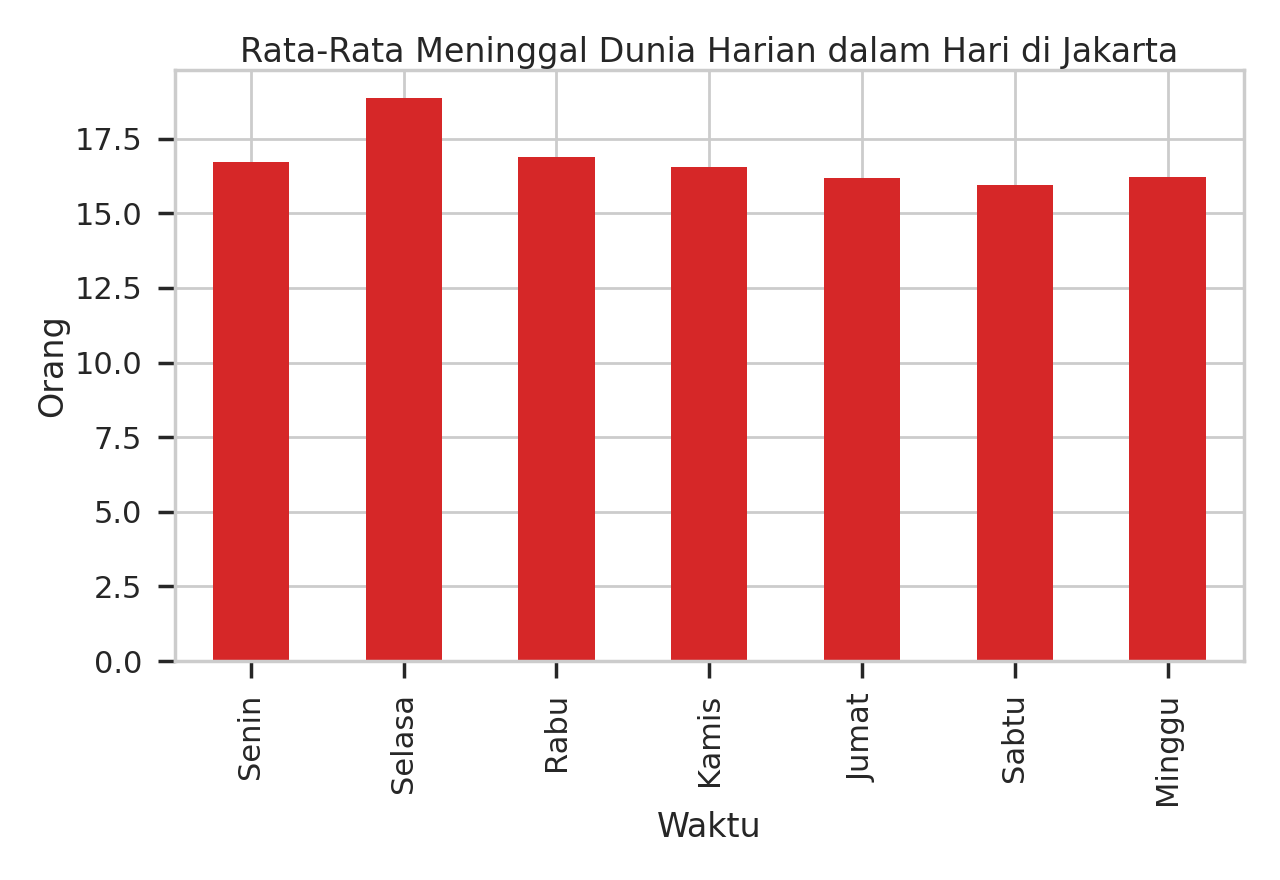 Rata-Rata Meninggal Dunia Harian dalam Hari di Jakarta
Orang
17.5
15.0
12.5
10.0
7.5
5.0
2.5
0.0
Senin
Selasa
Rabu
Kamis
Jumat
Sabtu
Minggu
Waktu